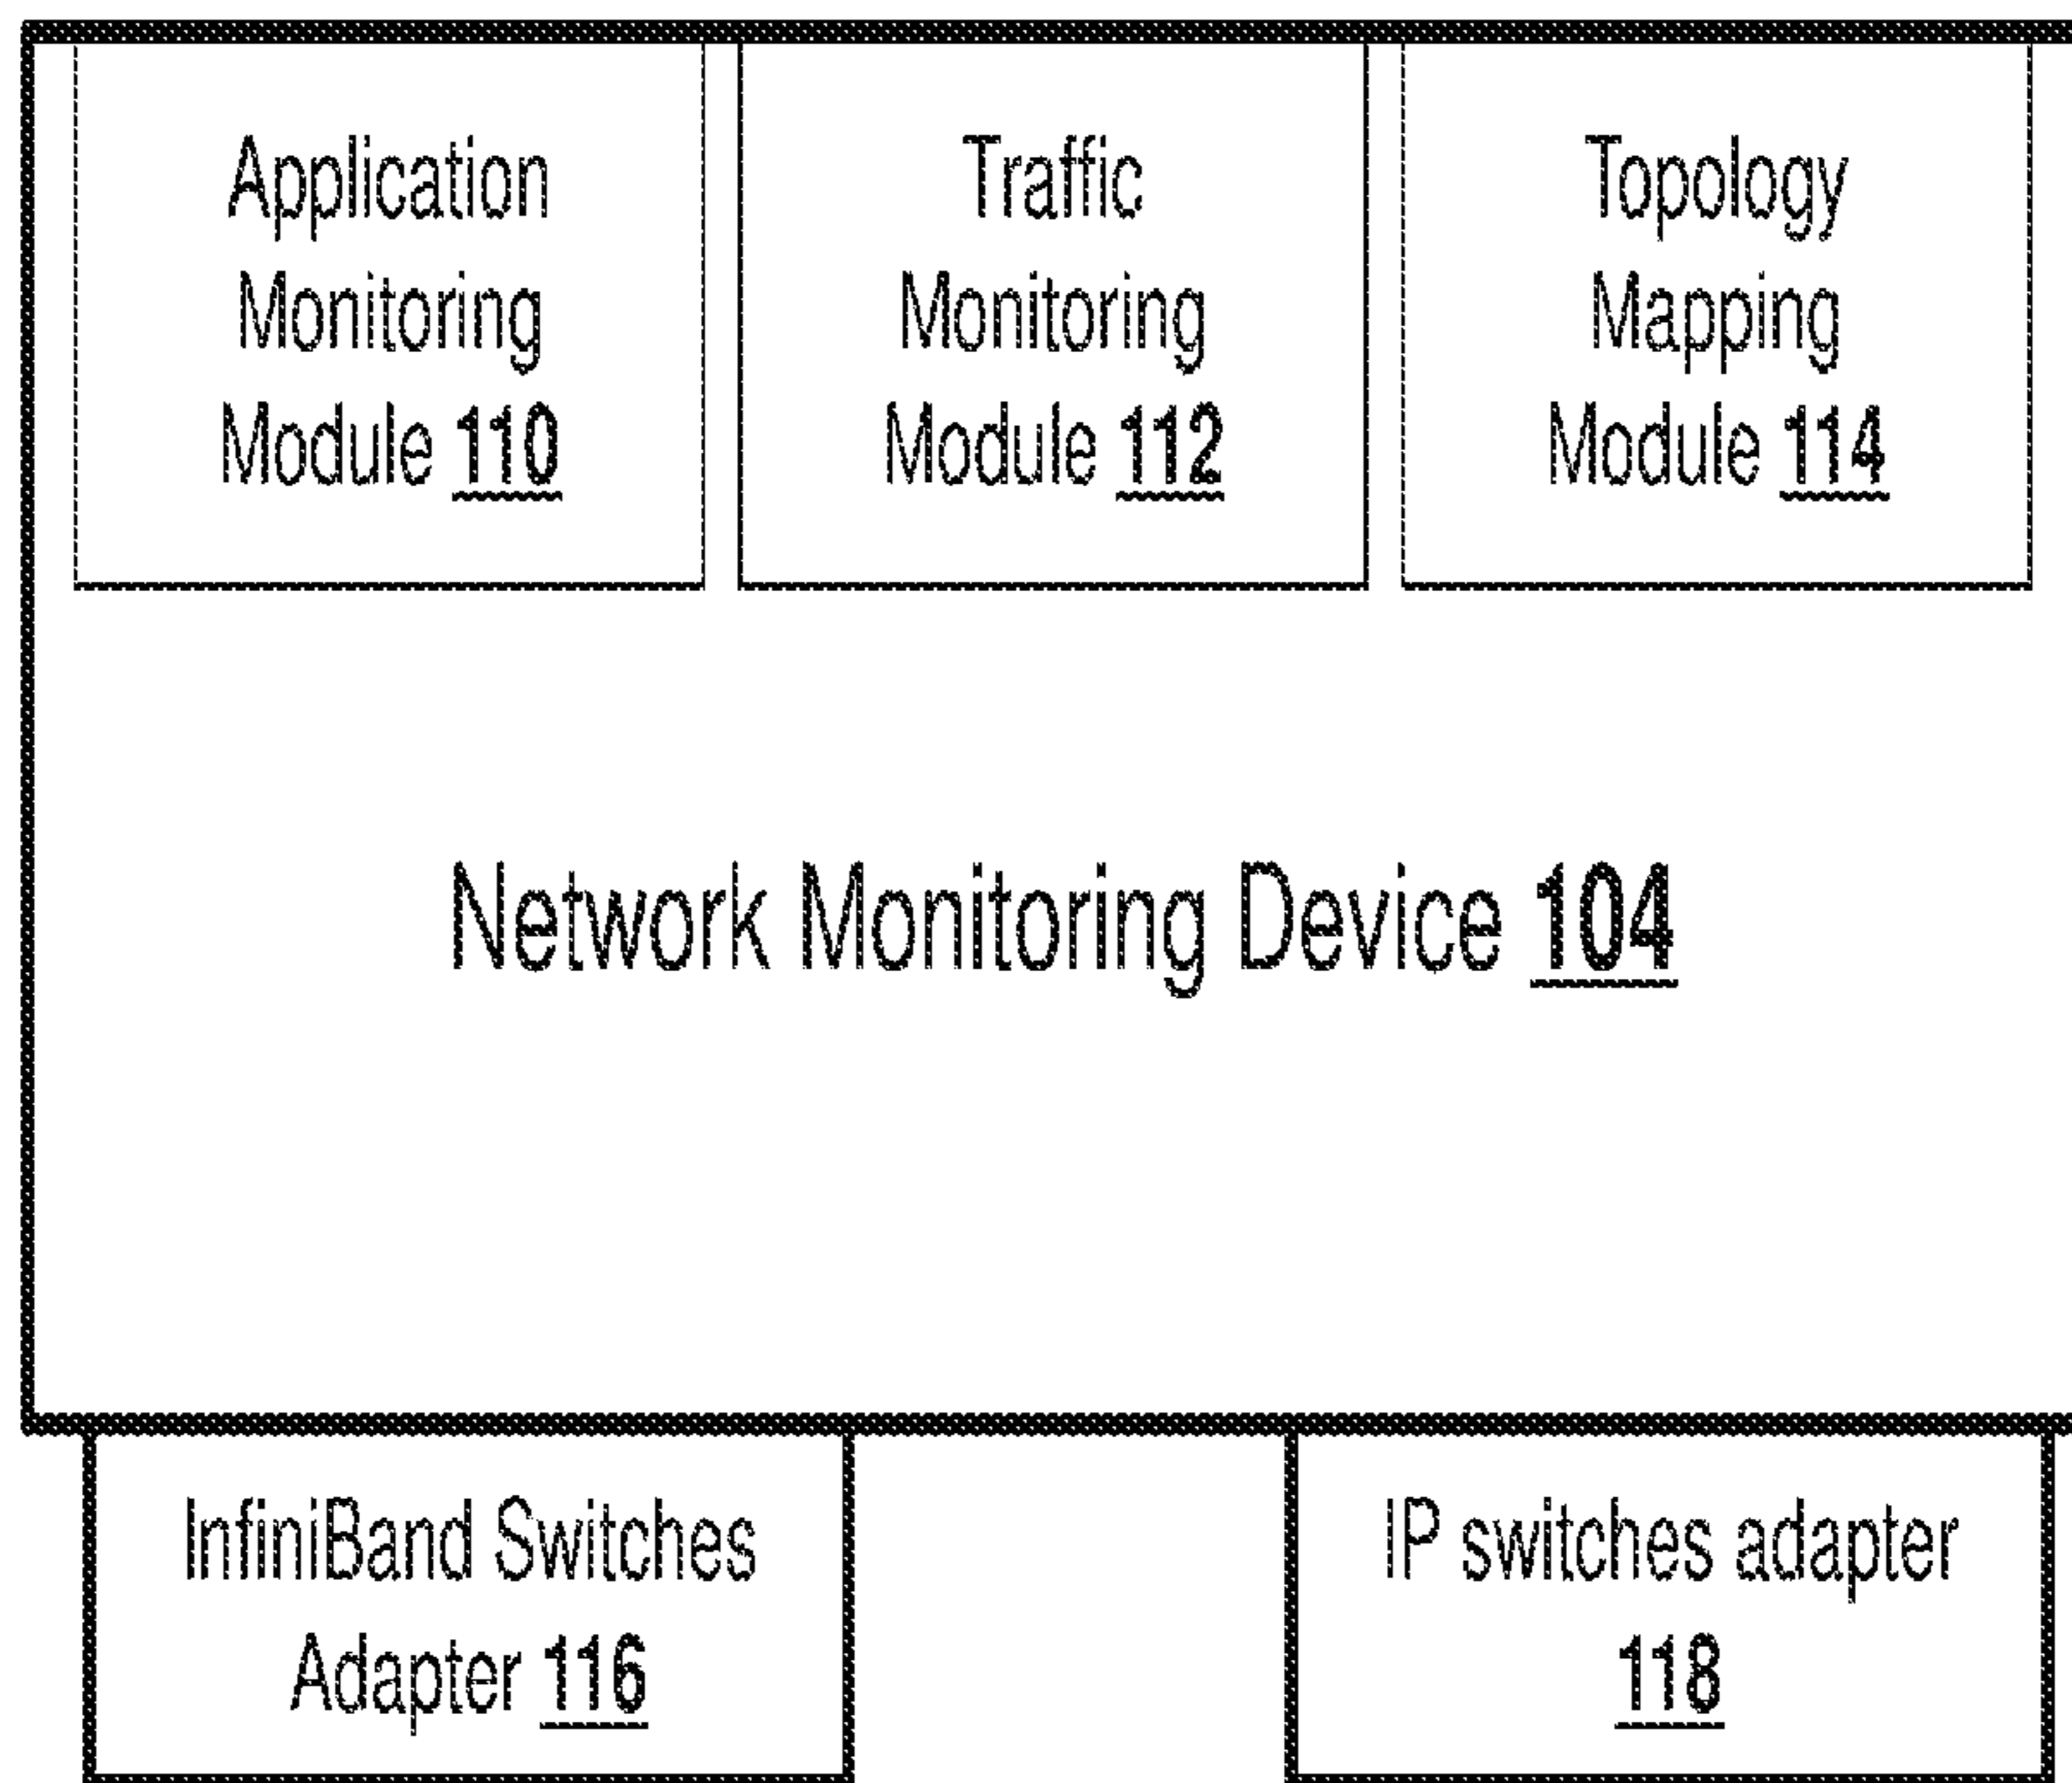 Application
Monitoring
Module 110
Traffic
Monitoring
Module 112
Topology
Mapping
Module 114
Network Monitoring Device 104
InfiniBand Switches
Adapter 116
IP switches adapter
118